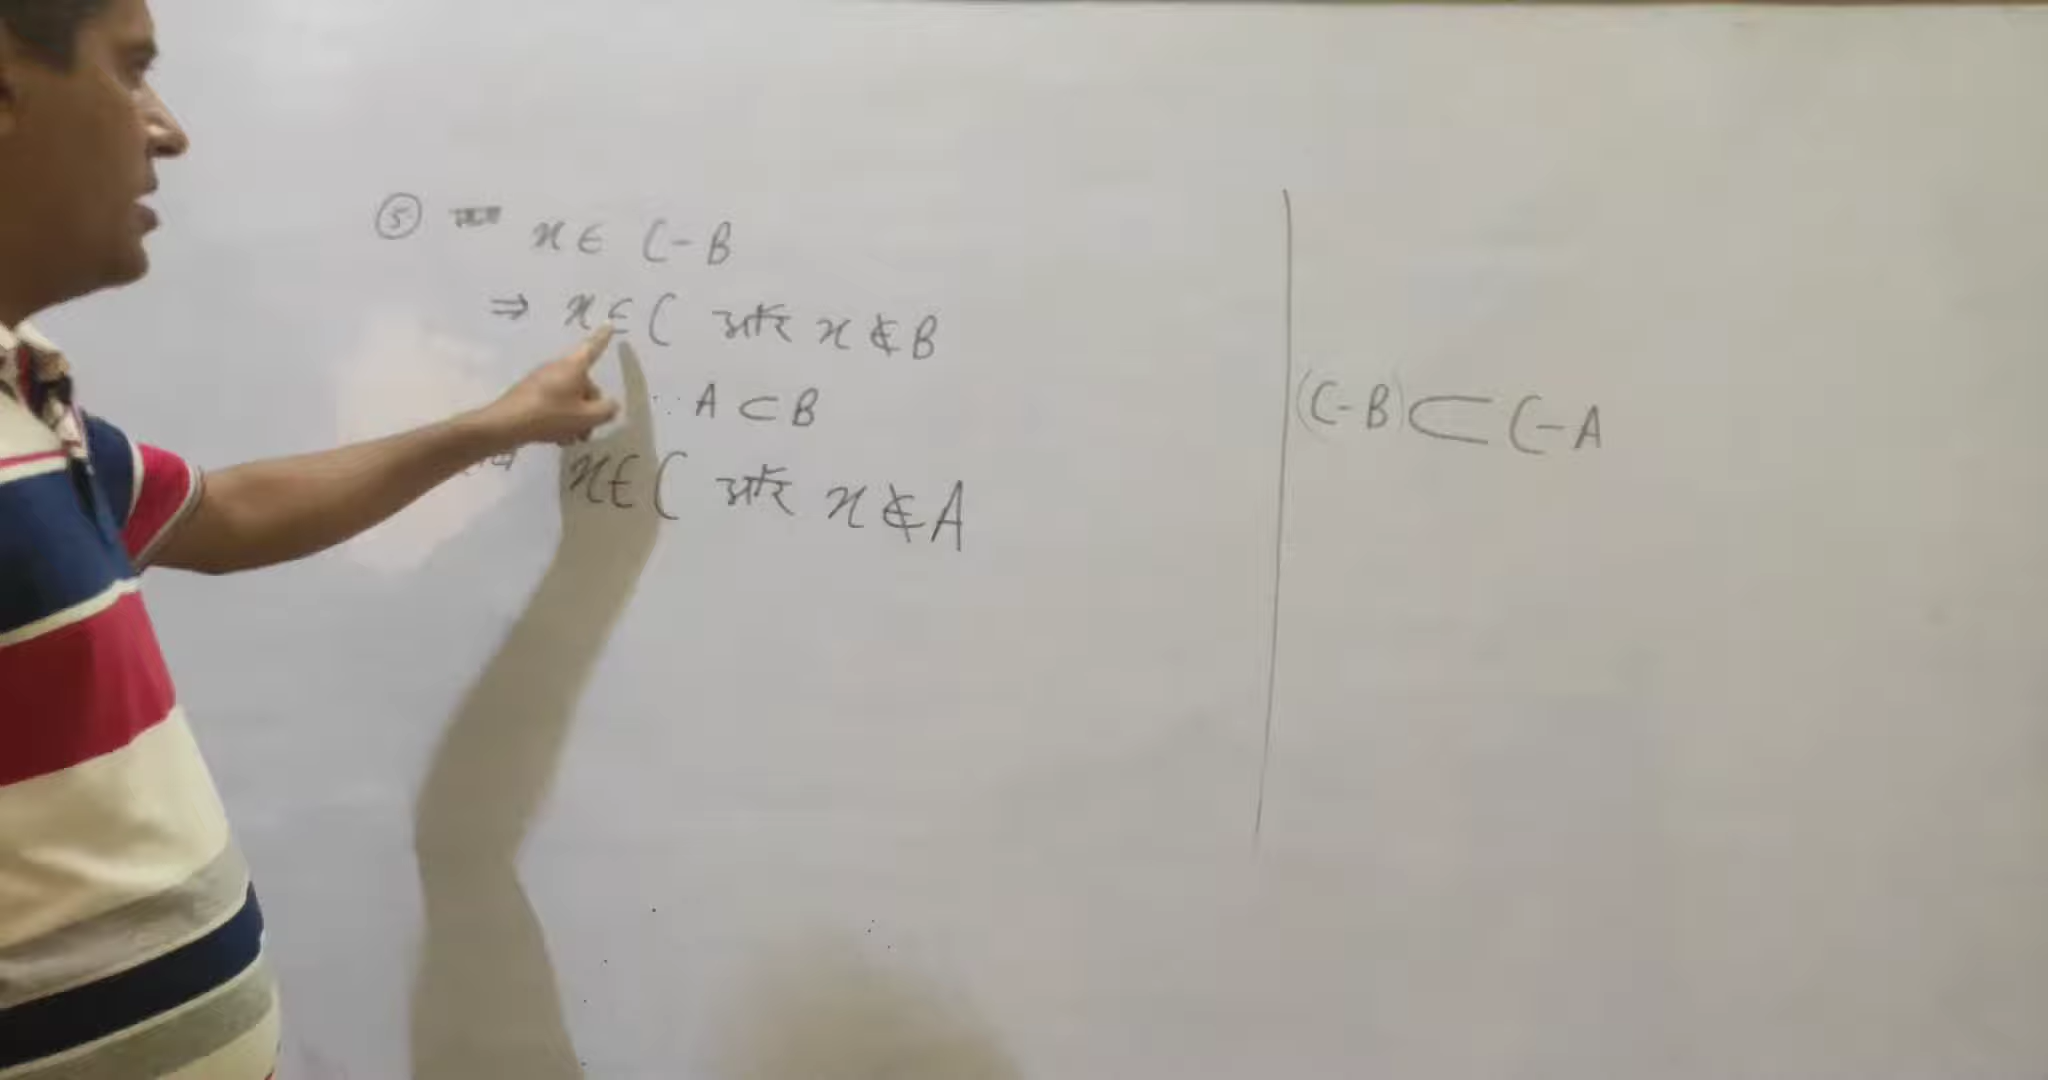 ⑤ x ∈ C - B
⇒ x ∈ C और x ∉ B
∵ A ⊂ B
x ∈ C और x ∉ A
(C-B) ⊂ C-A